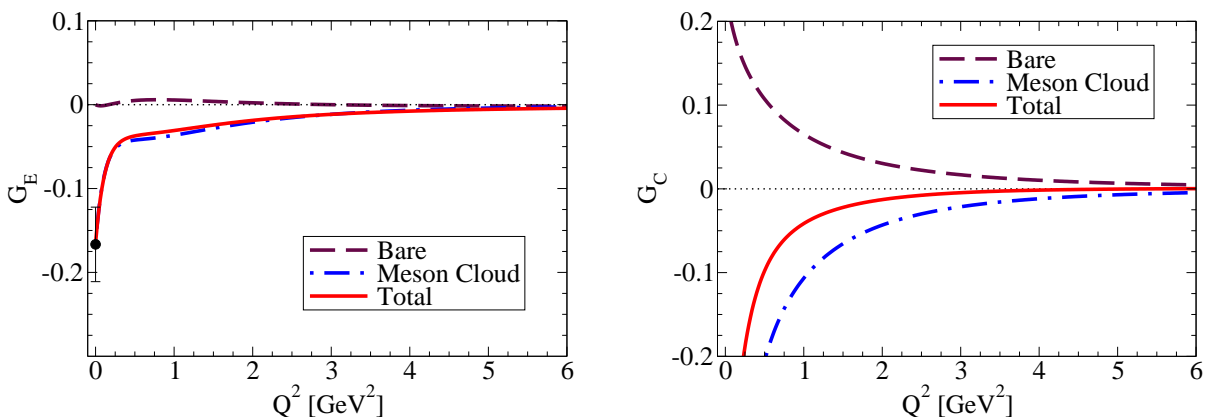 0.1
0
-0.1
-0.2
G_E
Bare
Meson Cloud
Total
0 1 2 3 4 5 6
Q^2 [GeV^2]
0.2
0.1
0
-0.1
-0.2
G_C
Bare
Meson Cloud
Total
0 1 2 3 4 5 6
Q^2 [GeV^2]